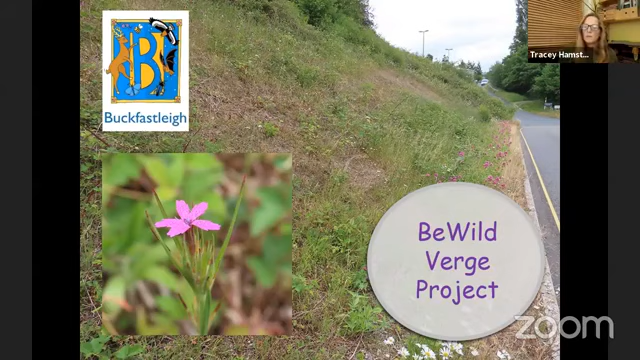 Tracey Hamst...
B
Buckfastleigh
BeWild
Verge
Project
zoom